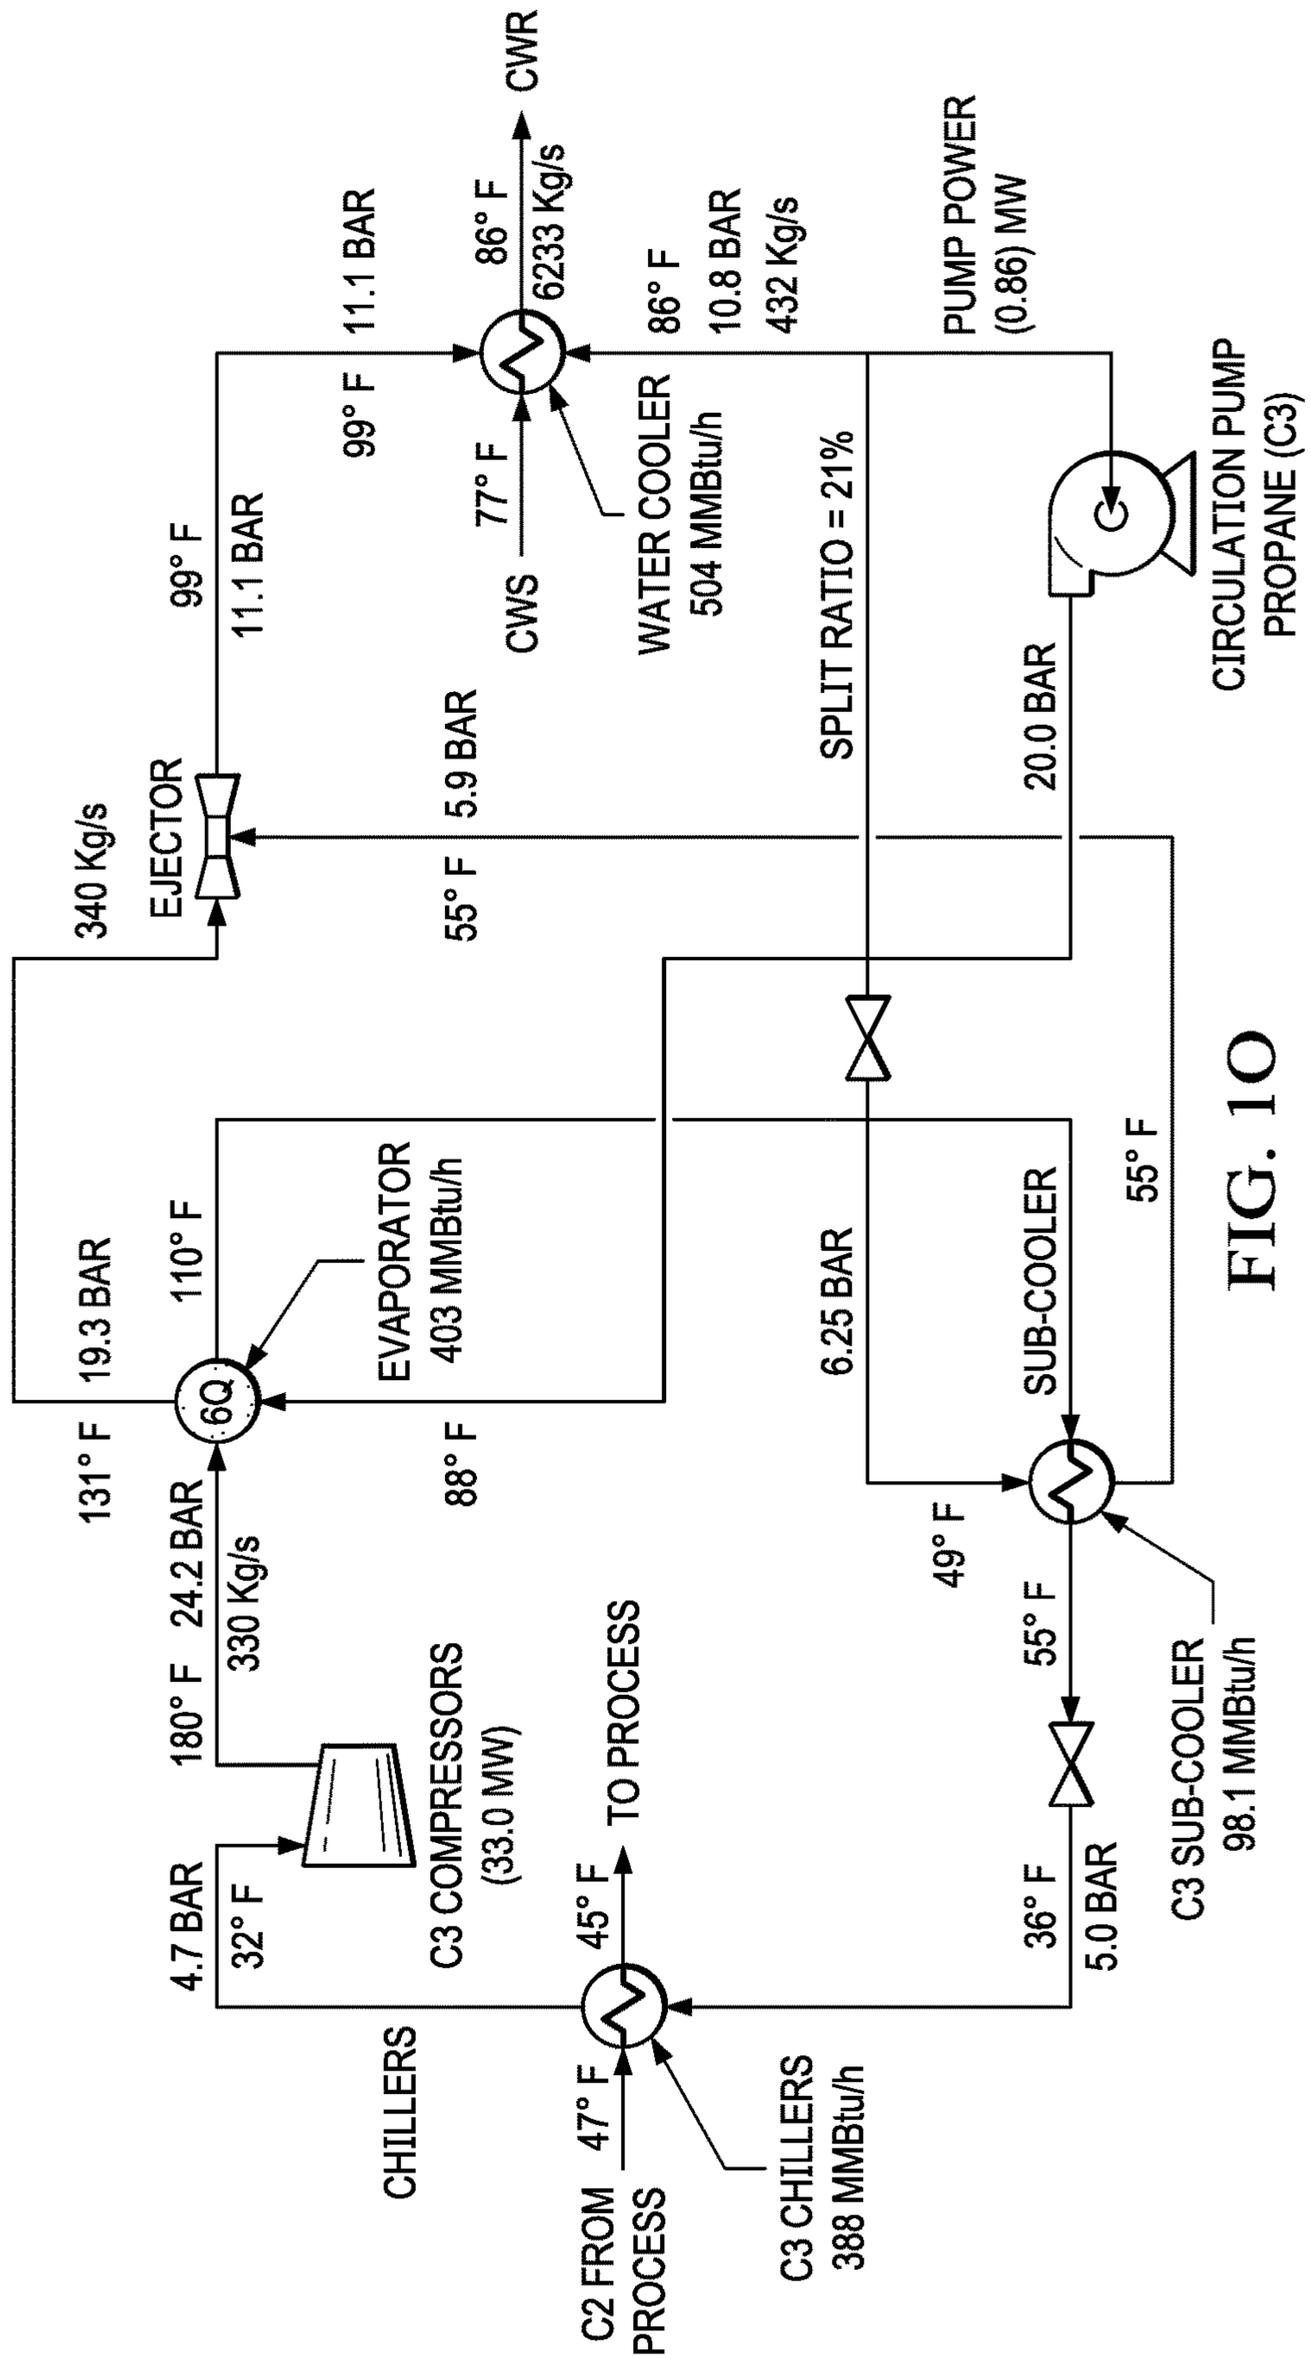 340 Kg/s
EJECTOR
99° F
11.1 BAR
99° F 11.1 BAR
77° F
CWS
86° F
6233 Kg/s
CWR
WATER COOLER
504 MMBtu/h
86° F
10.8 BAR
432 Kg/s
55° F 5.9 BAR
SPLIT RATIO = 21%
PUMP POWER
(0.86) MW
20.0 BAR
CIRCULATION PUMP
PROPANE (C3)
131° F 19.3 BAR
6Q
110° F
EVAPORATOR
403 MMBtu/h
88° F
180° F 24.2 BAR
330 Kg/s
4.7 BAR
32° F
C3 COMPRESSORS
(33.0 MW)
CHILLERS
C2 FROM
PROCESS
47° F
45° F
TO PROCESS
C3 CHILLERS
388 MMBtu/h
6.25 BAR
49° F
SUB-COOLER
55° F
55° F
36° F
5.0 BAR
C3 SUB-COOLER
98.1 MMBtu/h
FIG. 1O